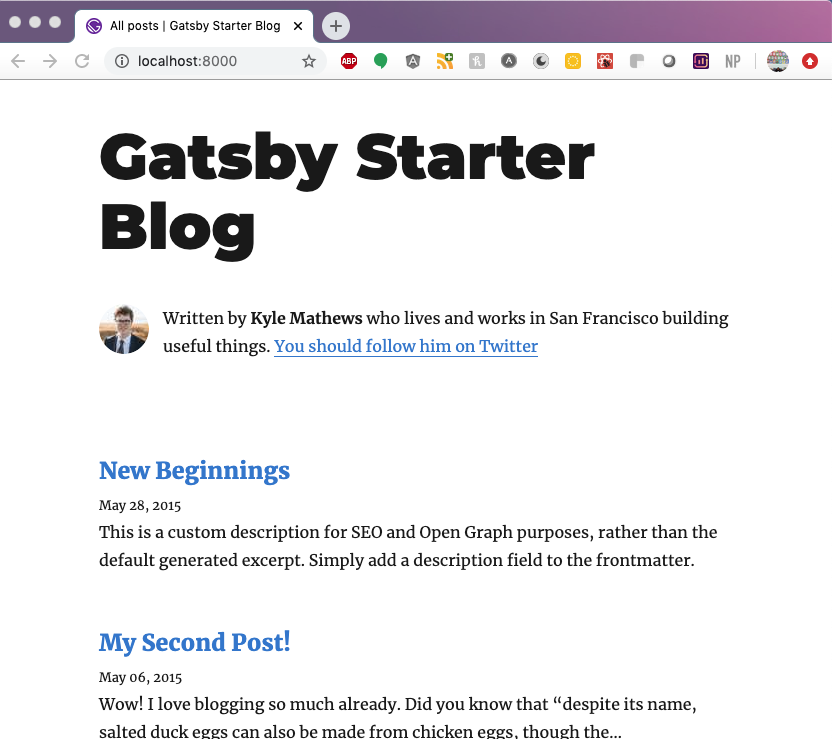 All posts | Gatsby Starter Blog
localhost:8000
ABP
NP
Gatsby Starter
Blog
Written by Kyle Mathews who lives and works in San Francisco building
useful things. You should follow him on Twitter
New Beginnings
May 28, 2015
This is a custom description for SEO and Open Graph purposes, rather than the
default generated excerpt. Simply add a description field to the frontmatter.
My Second Post!
May 06, 2015
Wow! I love blogging so much already. Did you know that “despite its name,
salted duck eggs can also be made from chicken eggs, though the…